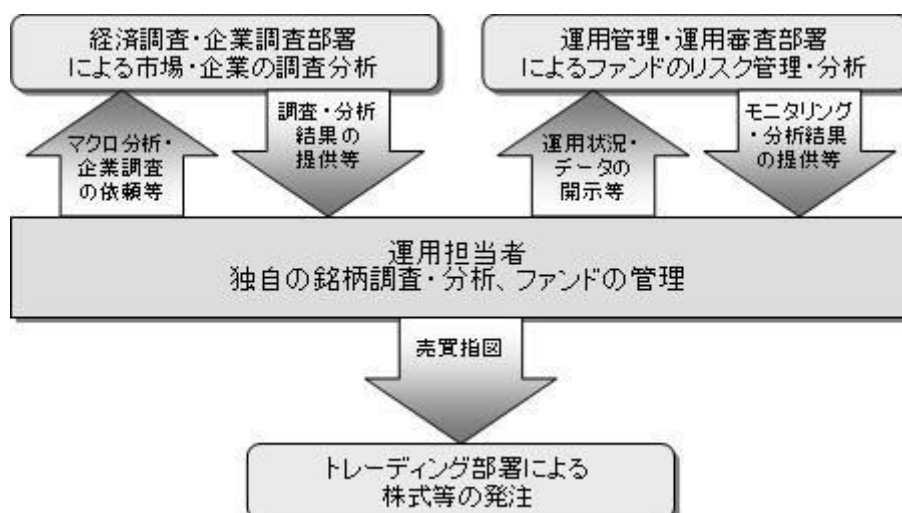 経済調査・企業調査部署
による市場・企業の調査分析
運用管理・運用審査部署
によるファンドのリスク管理・分析
マクロ分析・
企業調査
の依頼等
調査・分析
結果の
提供等
運用状況・
データの
開示等
モニタリング
・分析結果
の提供等
運用担当者
独自の銘柄調査・分析、ファンドの管理
売買指図
トレーディング部署による
株式等の発注